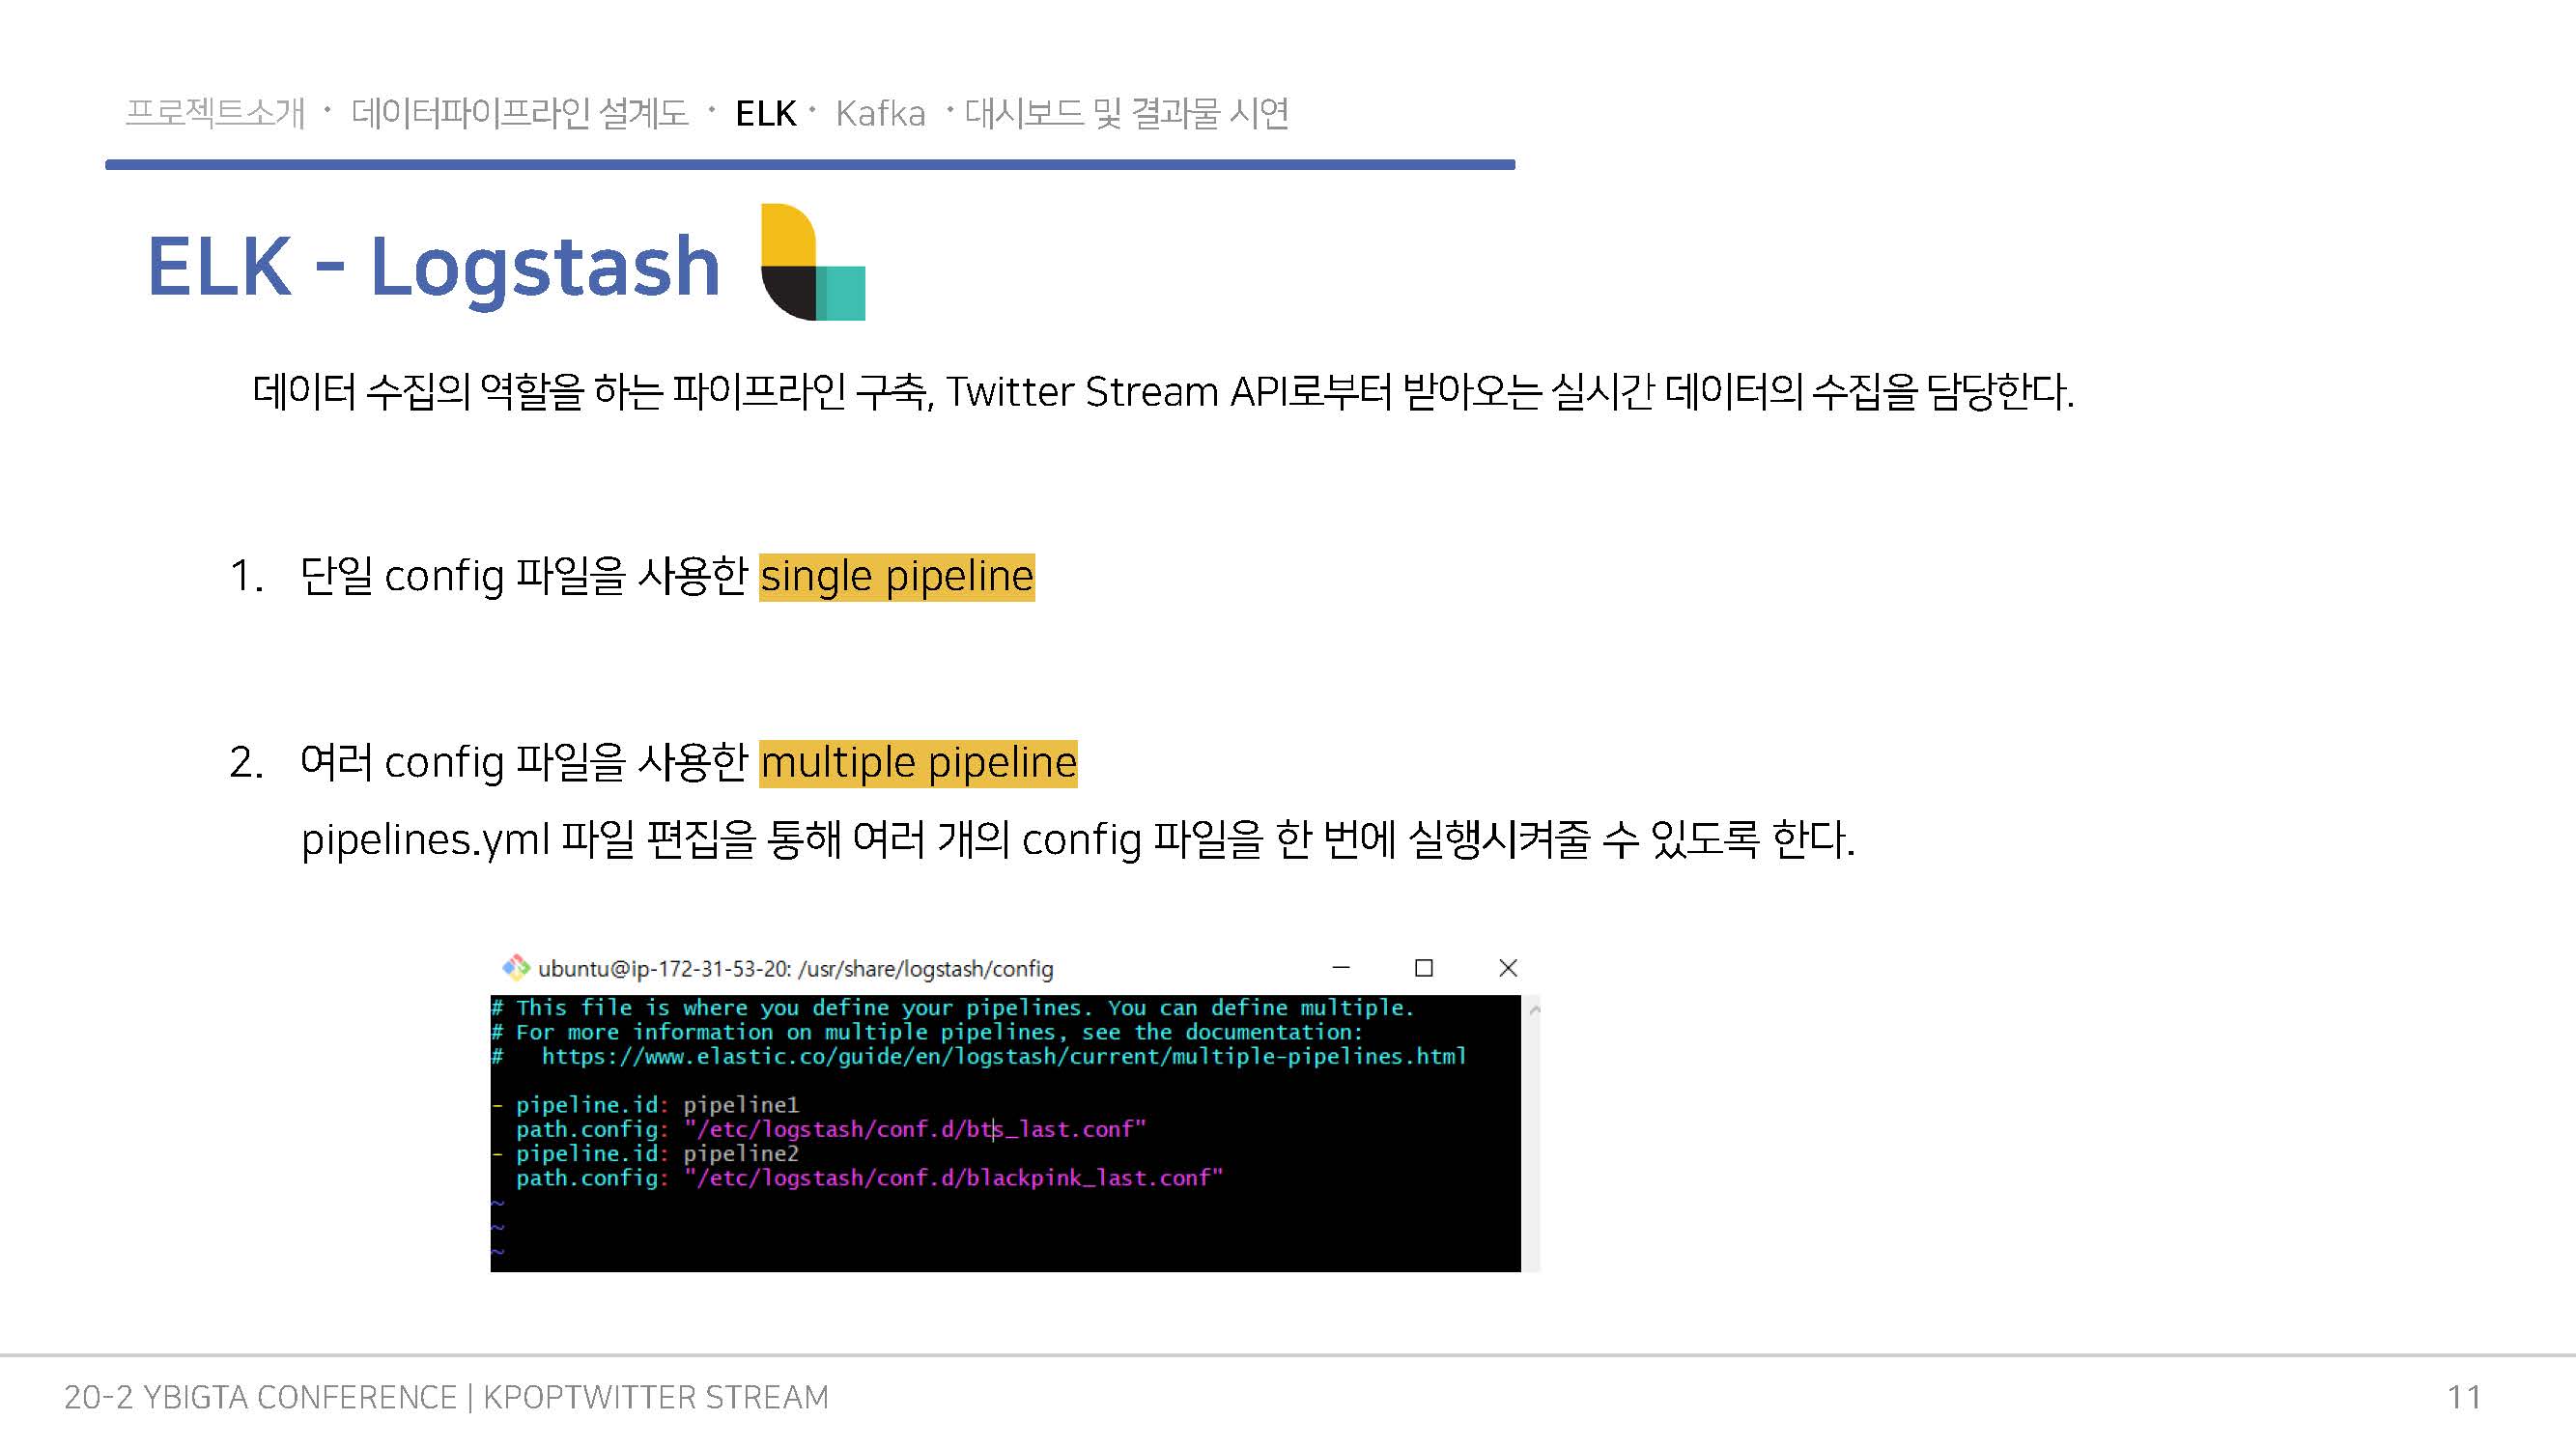 프로젝트소개 · 데이터파이프라인 설계도 · ELK · Kafka · 대시보드 및 결과물 시연
ELK - Logstash
데이터 수집의 역할을 하는 파이프라인 구축, Twitter Stream API로부터 받아오는 실시간 데이터의 수집을 담당한다.
1. 단일 config 파일을 사용한 single pipeline
2. 여러 config 파일을 사용한 multiple pipeline
pipelines.yml 파일 편집을 통해 여러 개의 config 파일을 한 번에 실행시켜줄 수 있도록 한다.
ubuntu@ip-172-31-53-20: /usr/share/logstash/config
# This file is where you define your pipelines. You can define multiple.
# For more information on multiple pipelines, see the documentation:
#   https://www.elastic.co/guide/en/logstash/current/multiple-pipelines.html
- pipeline.id: pipeline1
  path.config: "/etc/logstash/conf.d/bts_last.conf"
- pipeline.id: pipeline2
  path.config: "/etc/logstash/conf.d/blackpink_last.conf"
~
~
~
20-2 YBIGTA CONFERENCE | KPOPTWITTER STREAM
11